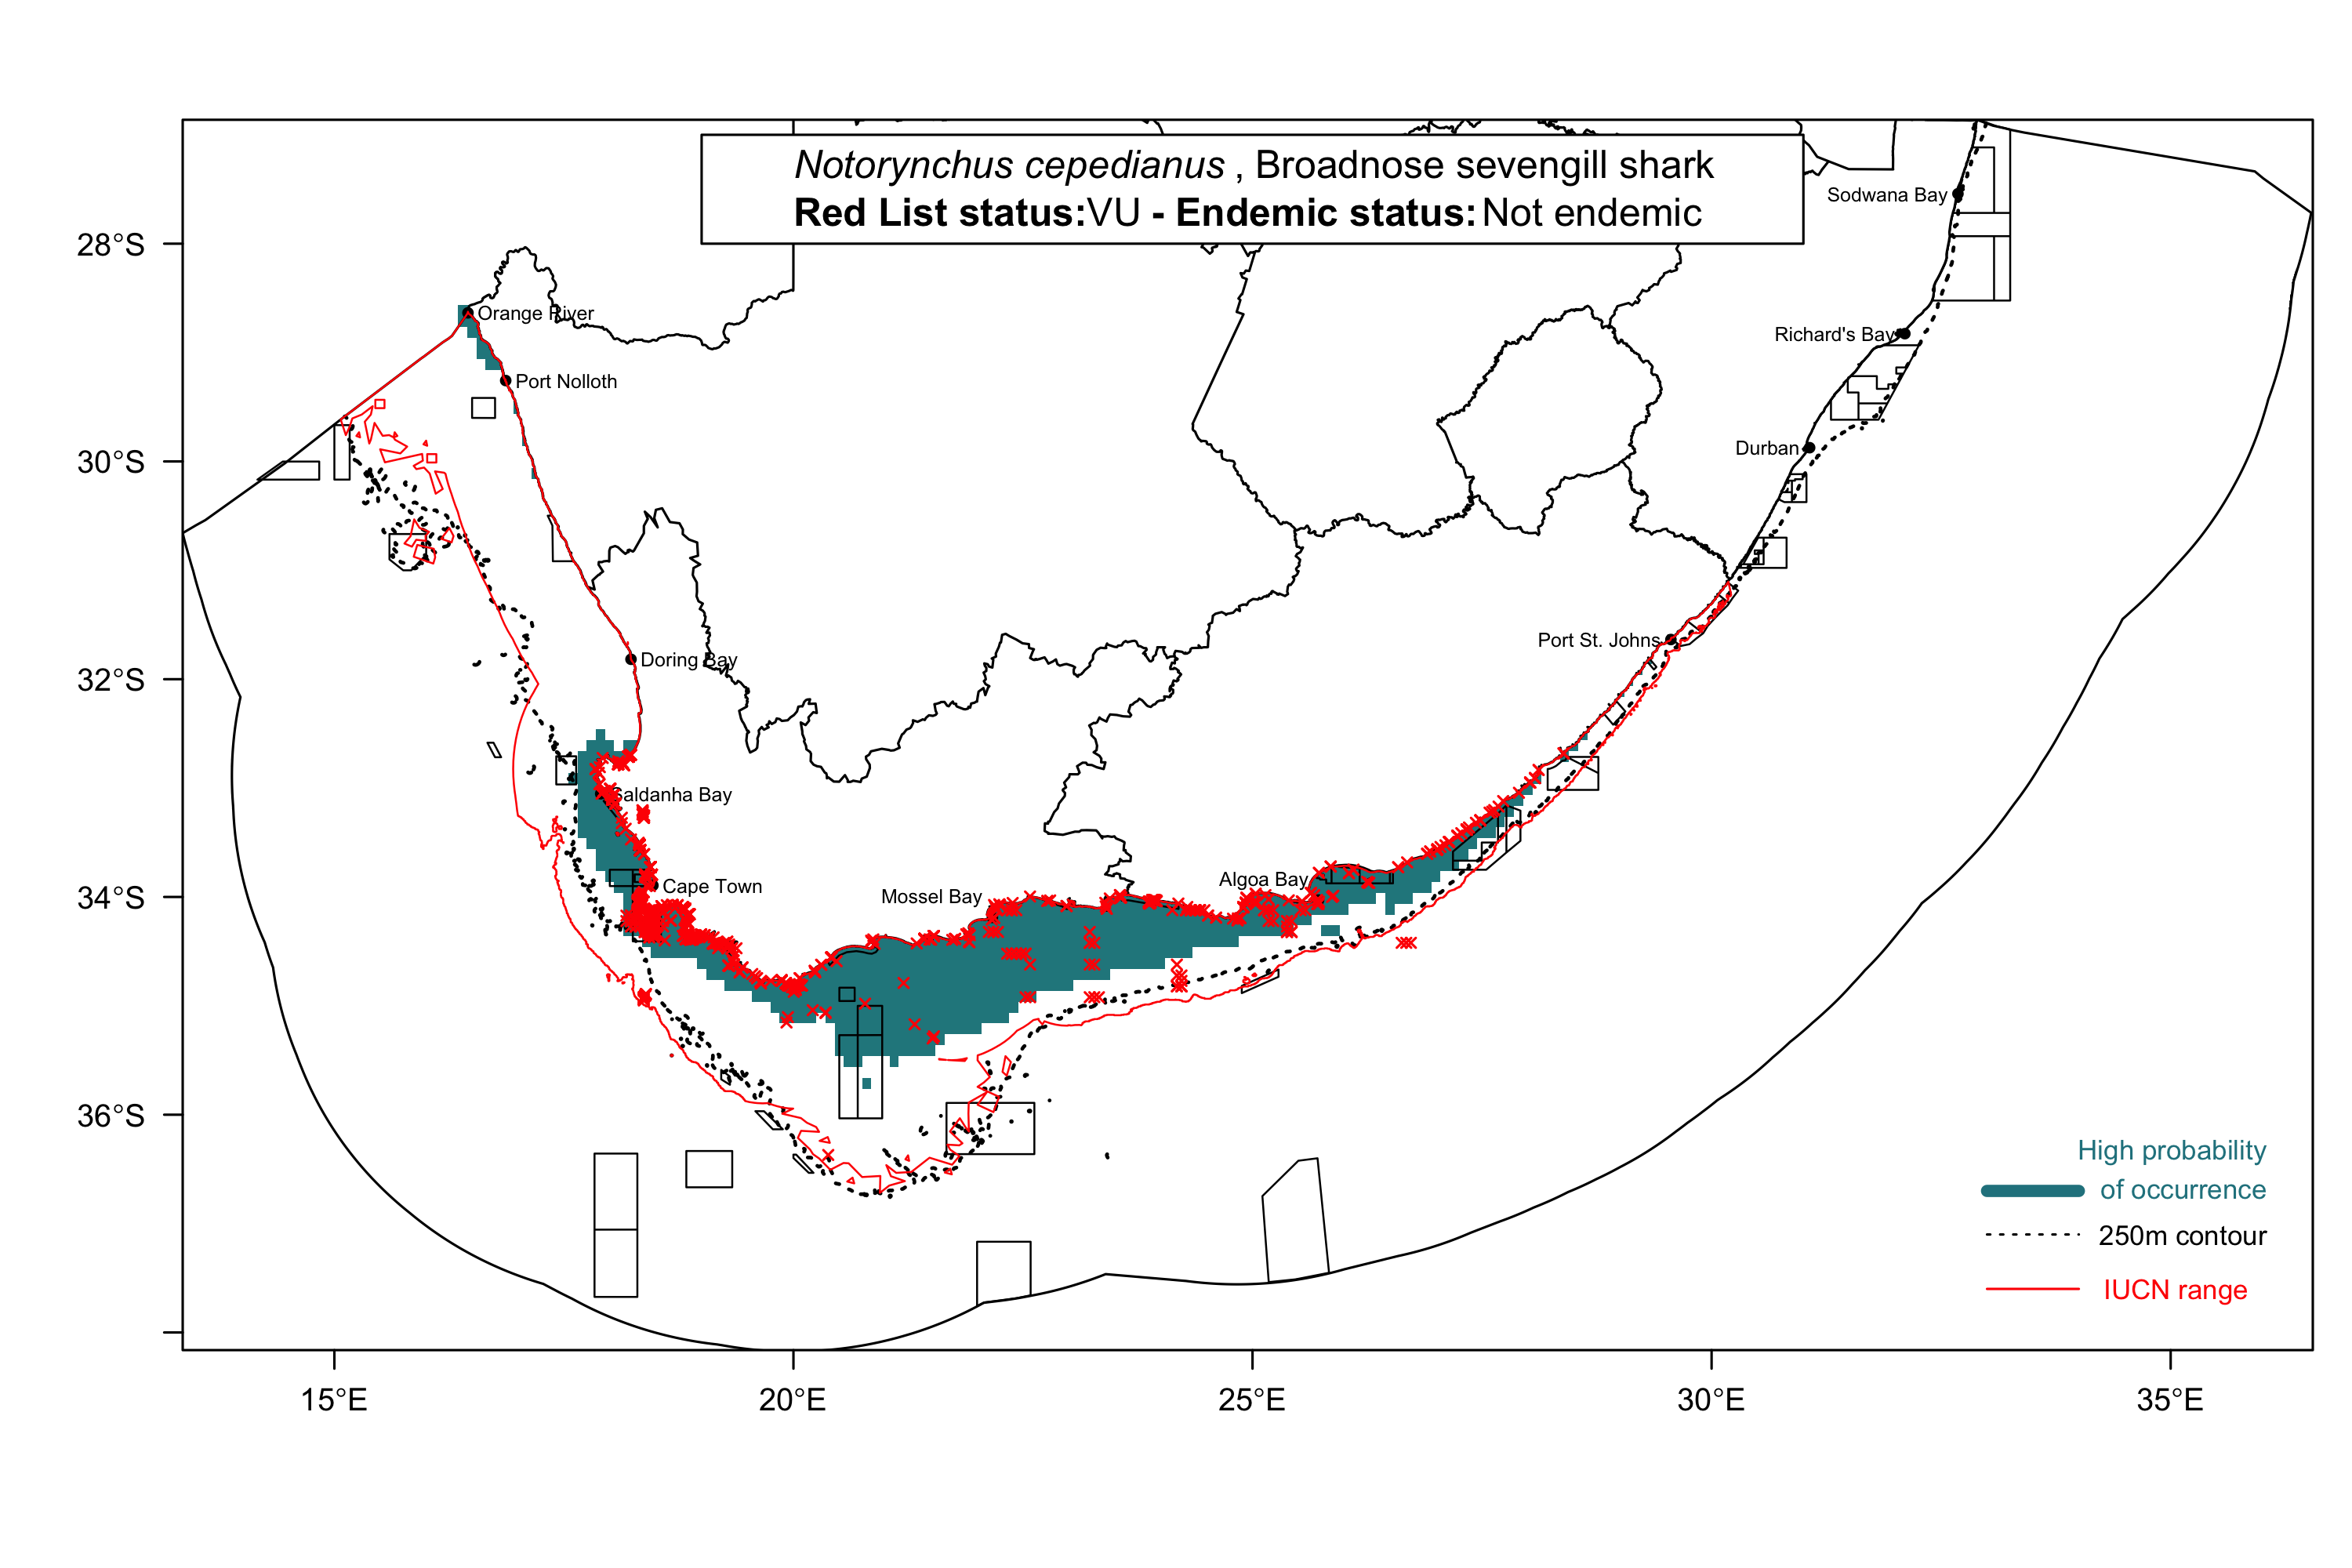 Notorynchus cepedianus , Broadnose sevengill shark
Red List status:VU - Endemic status: Not endemic
Sodwana Bay
28°S
Orange River
Richard's Bay
Port Nolloth
Durban
30°S
Port St. Johns
Doring Bay
32°S
Saldanha Bay
Algoa Bay
Cape Town
Mossel Bay
34°S
36°S
High probability
of occurrence
250m contour
IUCN range
15°E
20°E
25°E
30°E
35°E